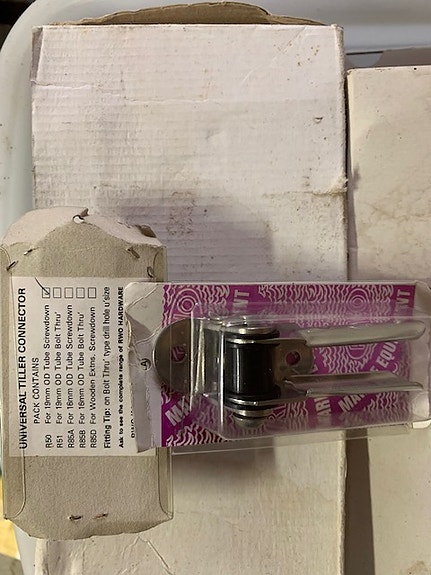 UNIVERSAL TILLER CONNECTOR
PACK CONTAINS
R50 For 19mm OD Tube Screwdown
R51 For 19mm OD Tube Bolt Thru'
R85A For 16mm OD Tube Screwdown
R85B For 16mm OD Tube Bolt Thru'
R85D For Wooden Extns. Screwdown
Fitting Tip: on Bolt Thru' type drill hole u'size
Ask to see the complete range of RWO HARDWARE